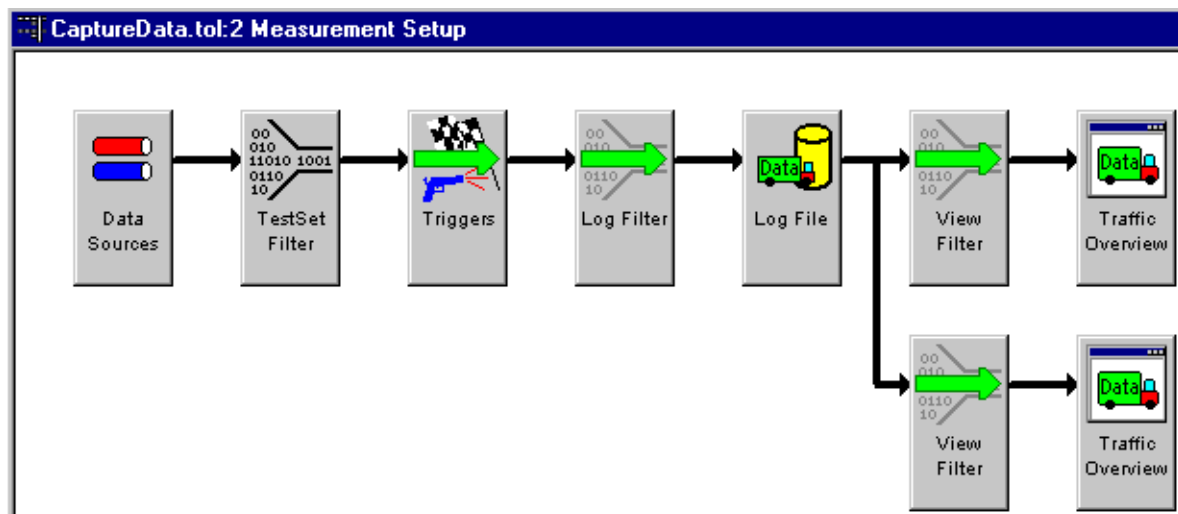 CaptureData.tol:2 Measurement Setup
Data
Sources
00
010
11010 1001
0110
10
TestSet
Filter
Triggers
00
010
0110
10
Log Filter
Data
Log File
00
010
0110
10
View
Filter
Data
Traffic
Overview
00
010
0110
10
View
Filter
Data
Traffic
Overview